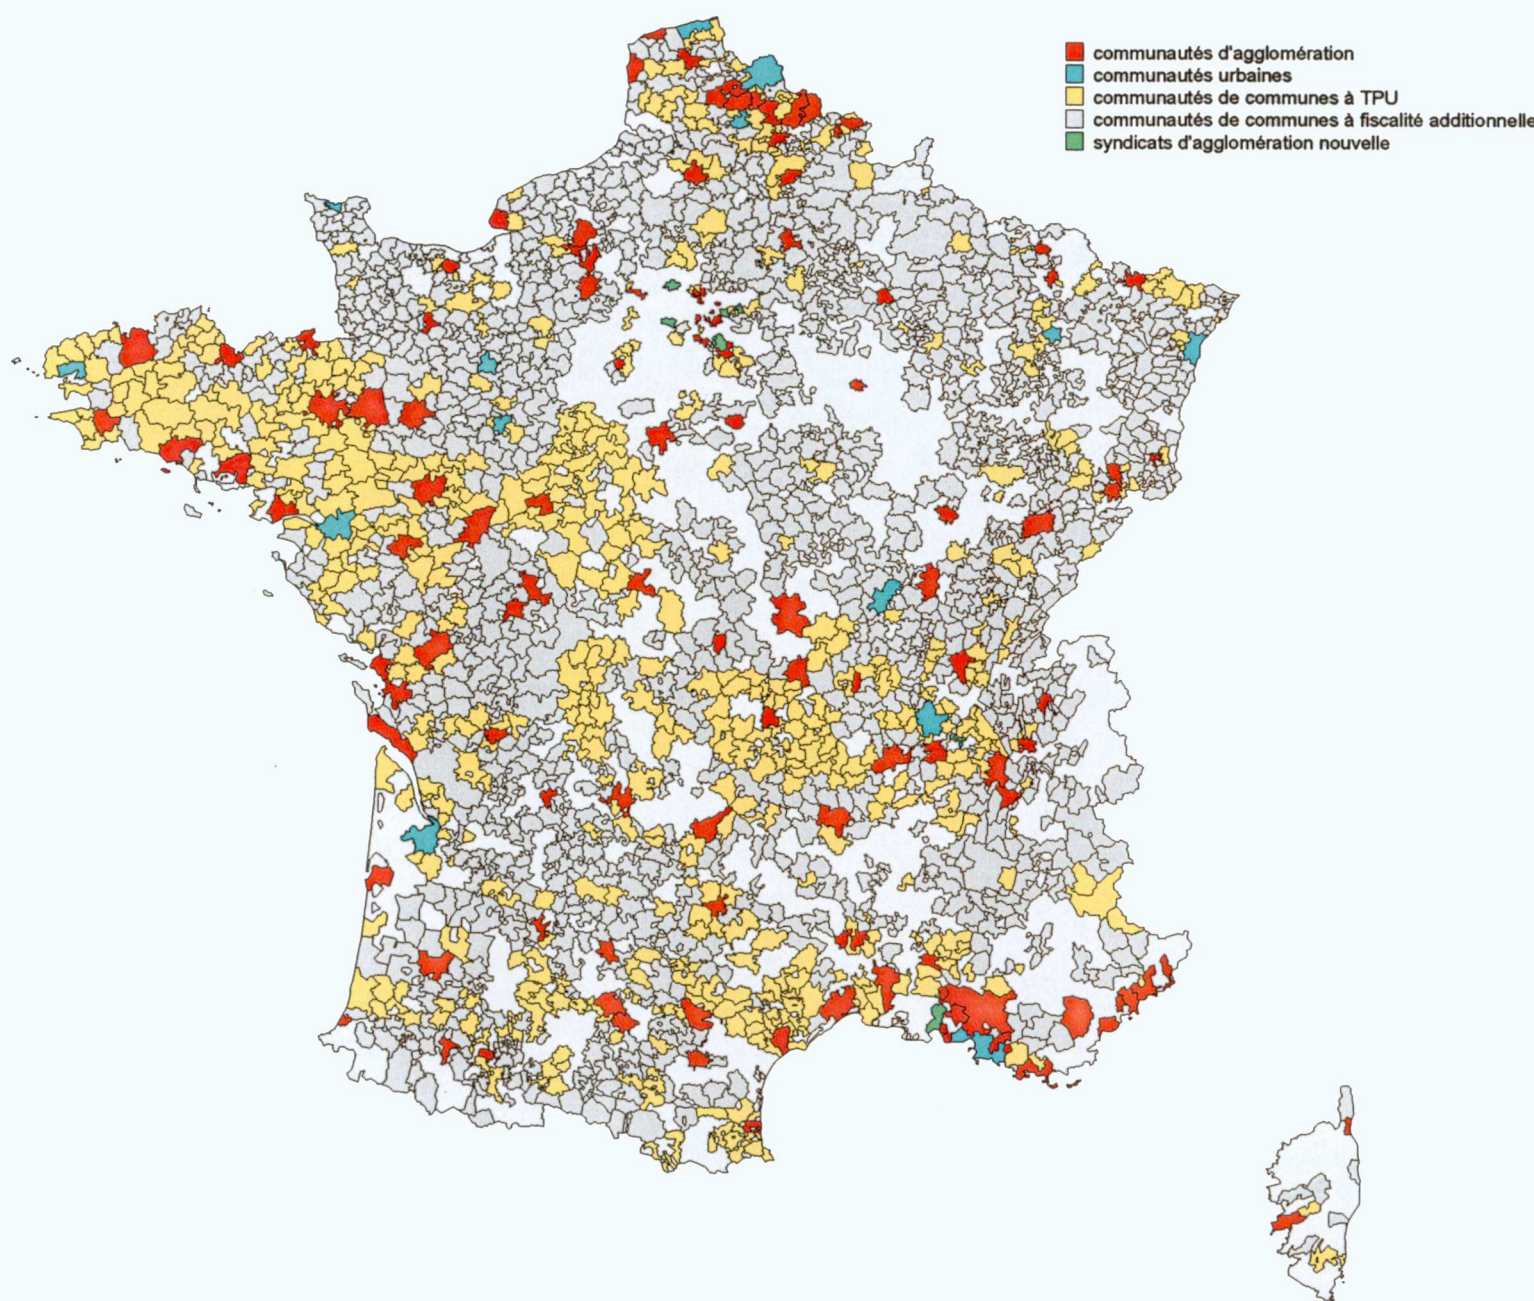 communautés d'agglomération
communautés urbaines
communautés de communes à TPU
communautés de communes à fiscalité additionnelle
syndicats d'agglomération nouvelle